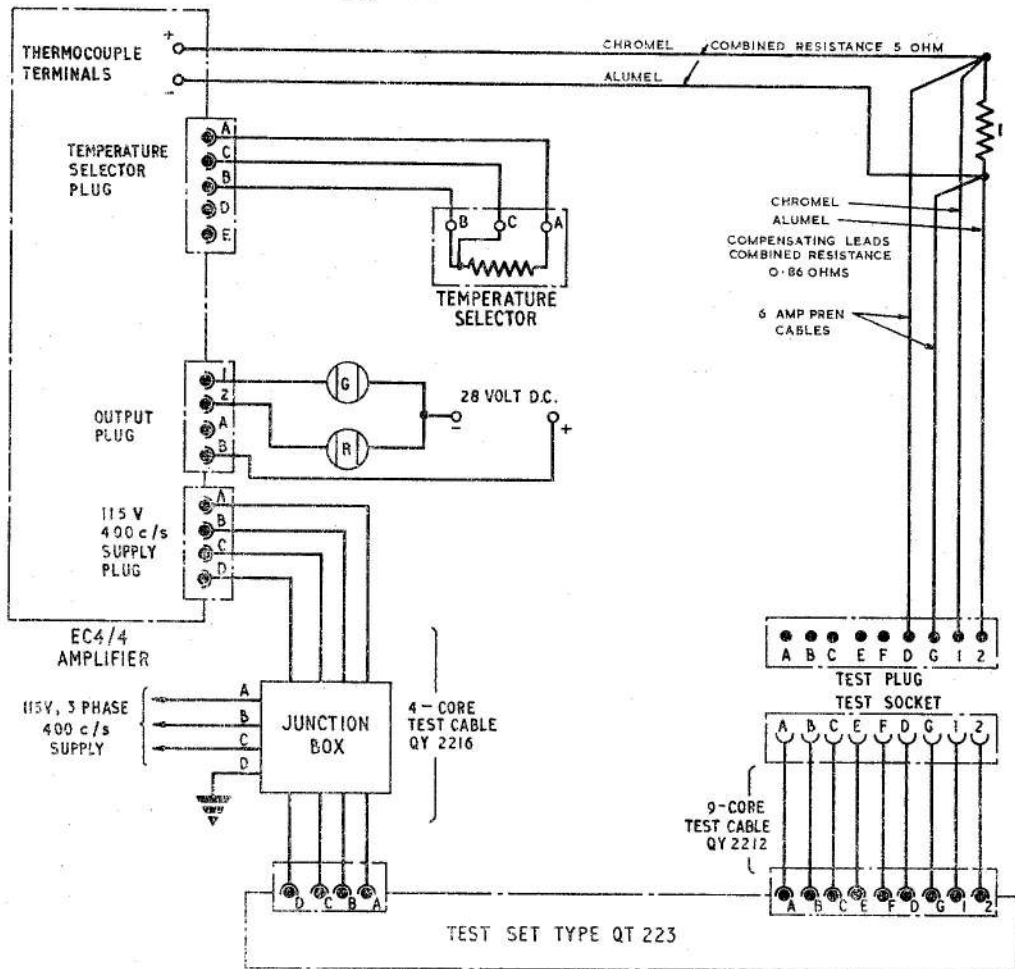 THERMOCOUPLE
TERMINALS
+
−
CHROMEL
COMBINED RESISTANCE 5 OHM
ALUMEL
TEMPERATURE
SELECTOR
PLUG
A
C
B
D
E
B C A
TEMPERATURE
SELECTOR
CHROMEL
ALUMEL
COMPENSATING LEADS
COMBINED RESISTANCE
0·86 OHMS
6 AMP PREN
CABLES
OUTPUT
PLUG
1
2
A
B
G
R
28 VOLT D.C.
− +
115 V
400 c/s
SUPPLY
PLUG
A
B
C
D
EC4/4
AMPLIFIER
115V, 3 PHASE
400 c/s
SUPPLY
A
B
C
D
JUNCTION
BOX
4-CORE
TEST CABLE
QY 2216
A B C E F D G 1 2
TEST PLUG
TEST SOCKET
A B C E F D G 1 2
9-CORE
TEST CABLE
QY 2212
D C B A
A B C E F D G 1 2
TEST SET TYPE QT 223